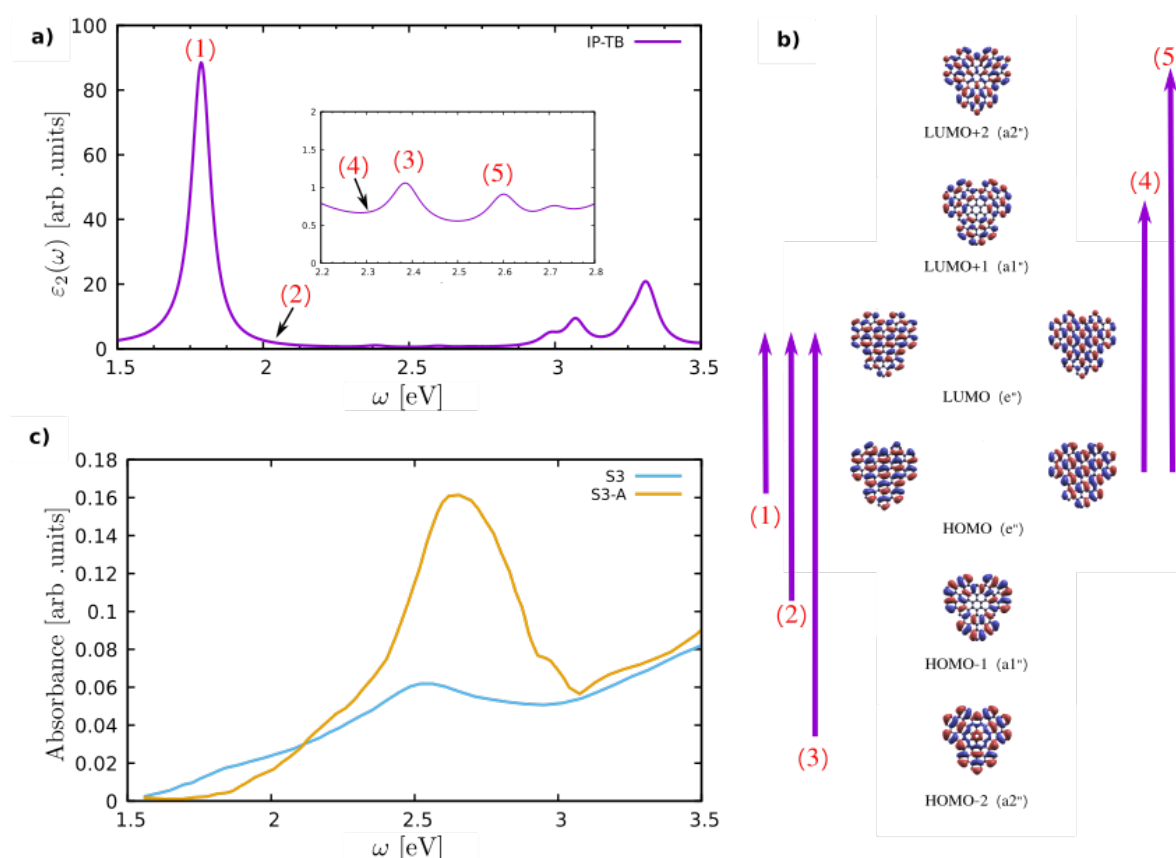 a)
100
80
60
40
20
0
ε₂(ω) [arb .units]
(1)
IP-TB
(2)
2
1.5
1
0.5
0
(4)
(3)
(5)
2.2 2.3 2.4 2.5 2.6 2.7 2.8
1.5 2 2.5 3 3.5
ω [eV]
c)
0.18
0.16
0.14
0.12
0.1
0.08
0.06
0.04
0.02
0
Absorbance [arb .units]
S3
S3-A
1.5 2 2.5 3 3.5
ω [eV]
b)
(5
LUMO+2 (a2")
(4)
LUMO+1 (a1")
LUMO (e")
(1)
HOMO (e")
(2)
HOMO-1 (a1")
(3)
HOMO-2 (a2")